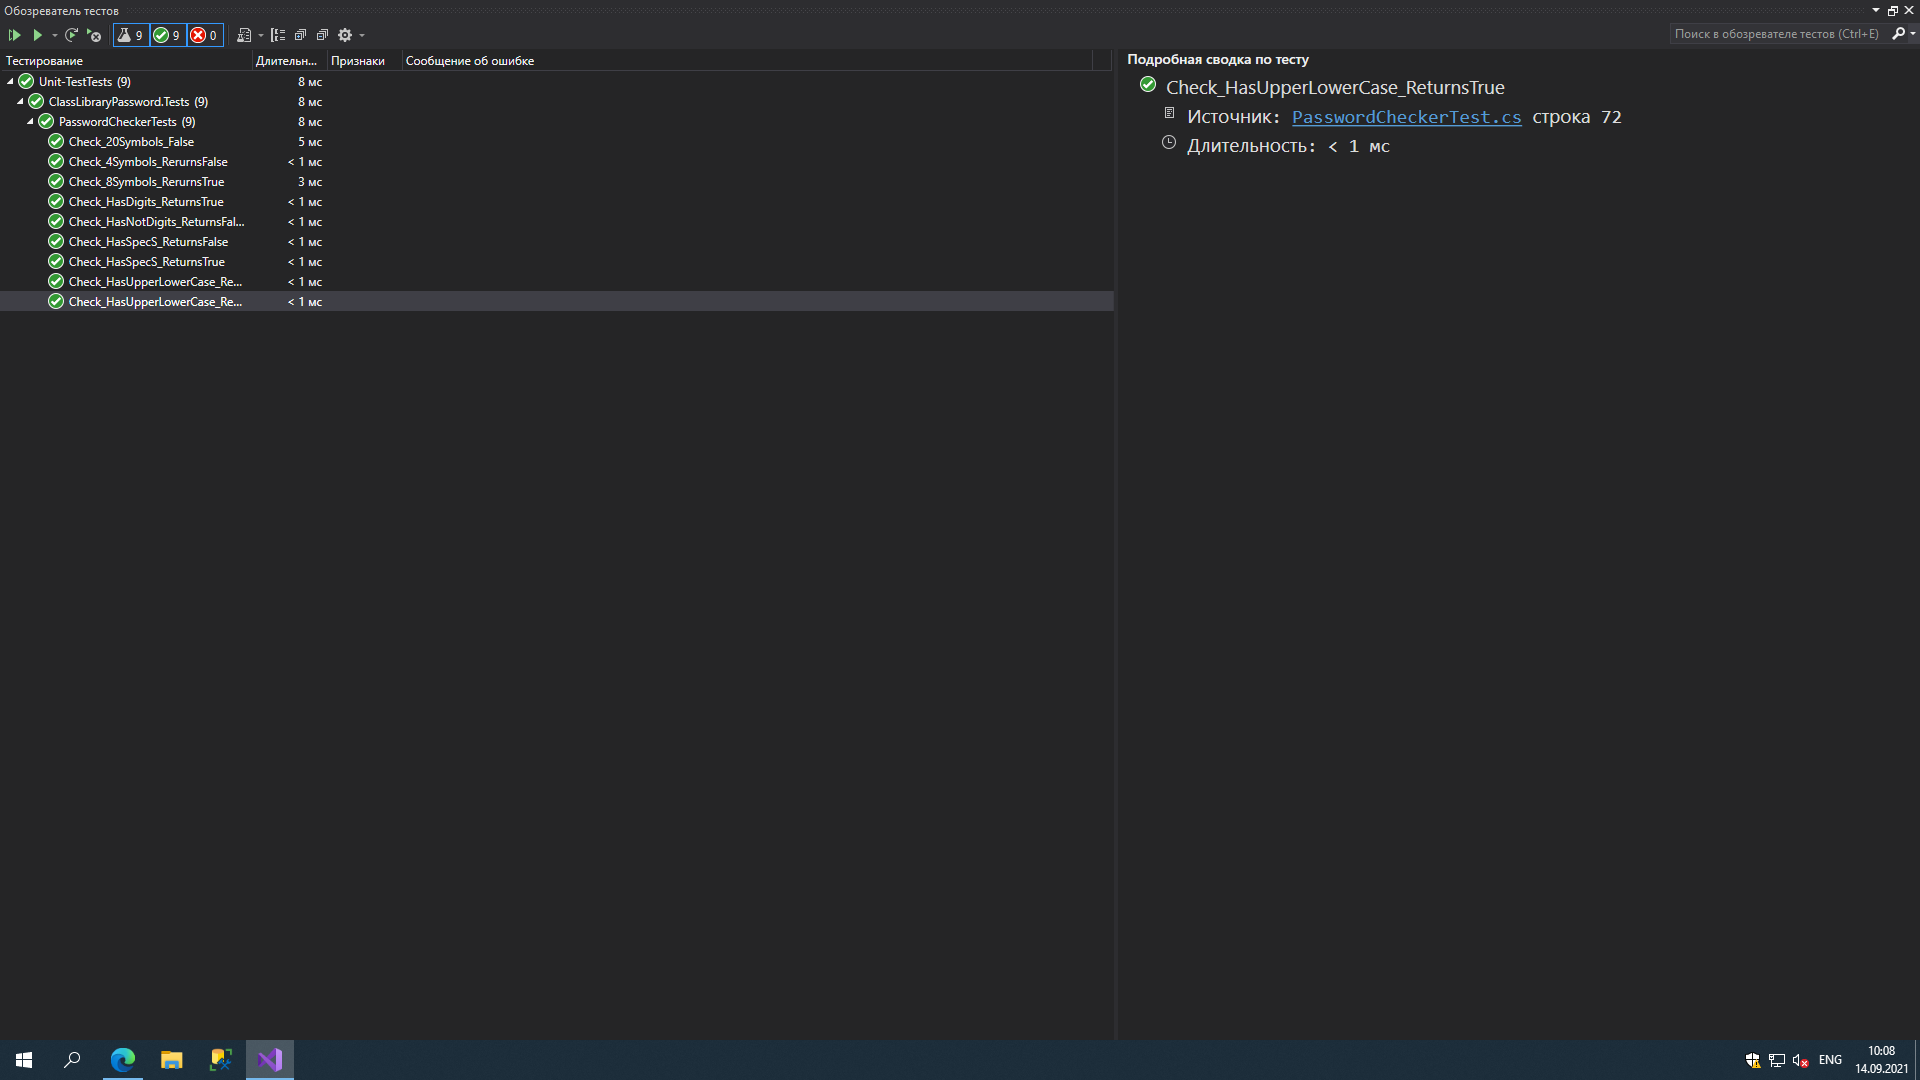 Обозреватель тестов
9 9 0
Поиск в обозревателе тестов (Ctrl+E)
Тестирование Длительн... Признаки Сообщение об ошибке
Unit-TestTests (9) 8 мс
ClassLibraryPassword.Tests (9) 8 мс
PasswordCheckerTests (9) 8 мс
Check_20Symbols_False 5 мс
Check_4Symbols_RerurnsFalse < 1 мс
Check_8Symbols_RerurnsTrue 3 мс
Check_HasDigits_ReturnsTrue < 1 мс
Check_HasNotDigits_ReturnsFal... < 1 мс
Check_HasSpecS_ReturnsFalse < 1 мс
Check_HasSpecS_ReturnsTrue < 1 мс
Check_HasUpperLowerCase_Re... < 1 мс
Check_HasUpperLowerCase_Re... < 1 мс
Подробная сводка по тесту
Check_HasUpperLowerCase_ReturnsTrue
Источник: PasswordCheckerTest.cs строка 72
Длительность: < 1 мс
ENG
10:08
14.09.2021